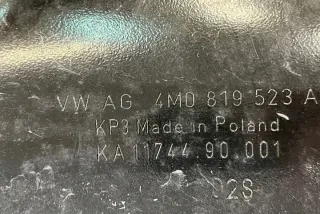 VW AG 4M0 819 523 A
KP3 Made in Poland
KA 11744.90.001
02S